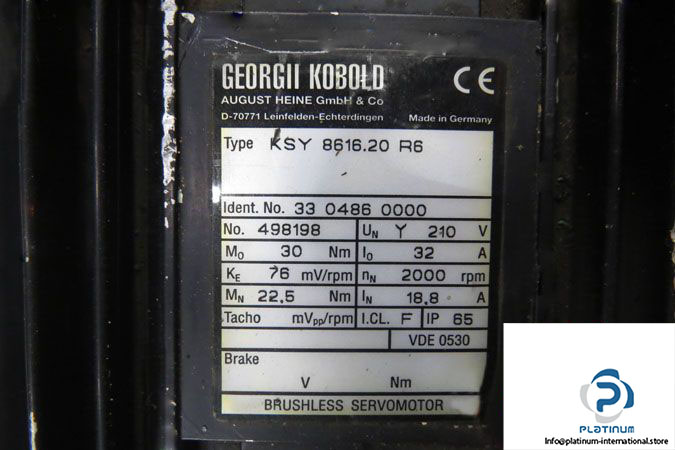 GEORGII KOBOLD CE
AUGUST HEINE GmbH & Co
D-70771 Leinfelden-Echterdingen Made in Germany
Type KSY 8616.20 R6
Ident. No. 33 0486 0000
No. 498198 UN Y 210 V
M0 30 Nm I0 32 A
KE 76 mV/rpm nN 2000 rpm
MN 22,5 Nm IN 18,8 A
Tacho mVpp/rpm I.CL. F IP 65
VDE 0530
Brake
V Nm
BRUSHLESS SERVOMOTOR
PLATINUM
Info@platinum-international.store